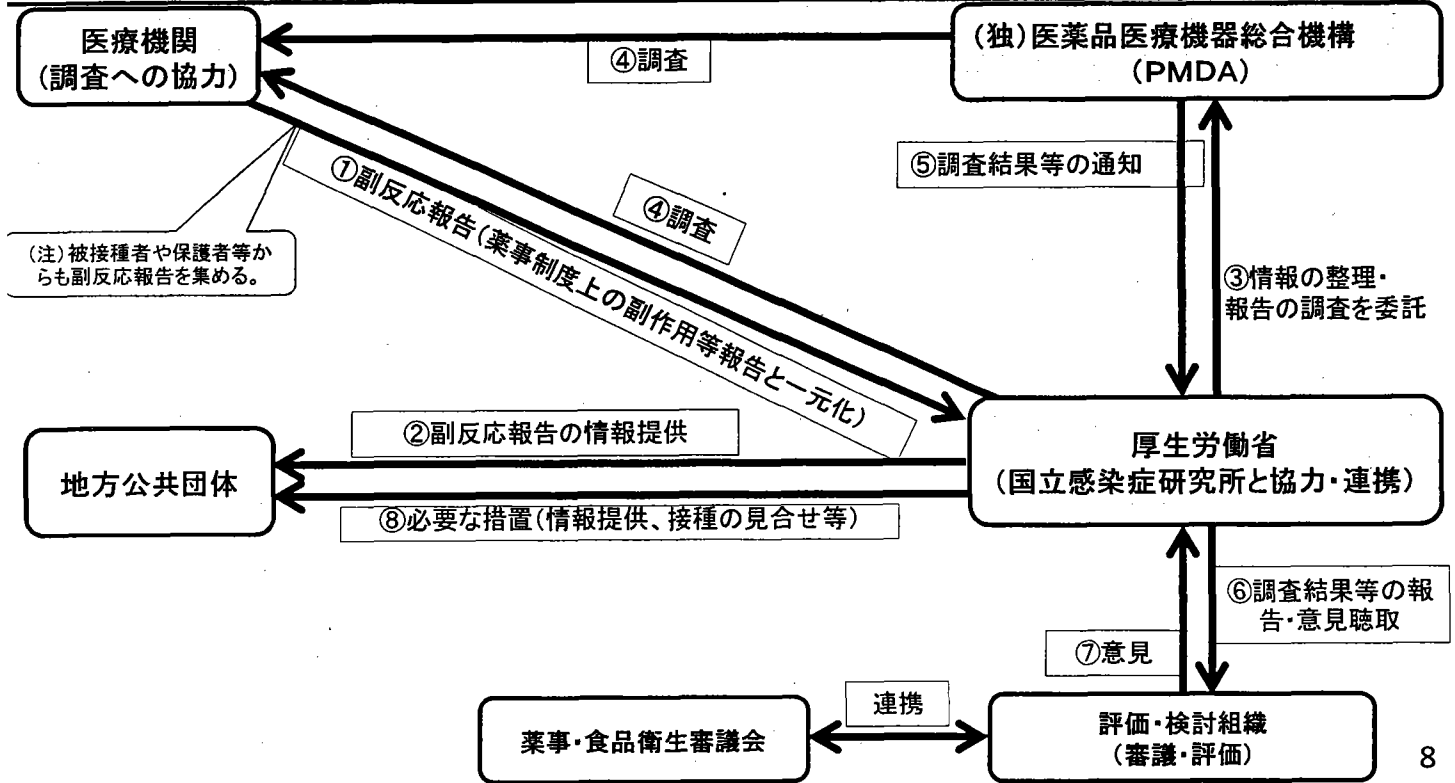 医療機関
(調査への協力)
(独)医薬品医療機器総合機構
(PMDA)
④調査
⑤調査結果等の通知
①副反応報告(薬事制度上の副作用等報告と一元化)
④調査
(注)被接種者や保護者等か
らも副反応報告を集める。
③情報の整理・
報告の調査を委託
②副反応報告の情報提供
地方公共団体
厚生労働省
(国立感染症研究所と協力・連携)
⑧必要な措置(情報提供、接種の見合せ等)
⑥調査結果等の報
告・意見聴取
⑦意見
連携
薬事・食品衛生審議会
評価・検討組織
(審議・評価)
8